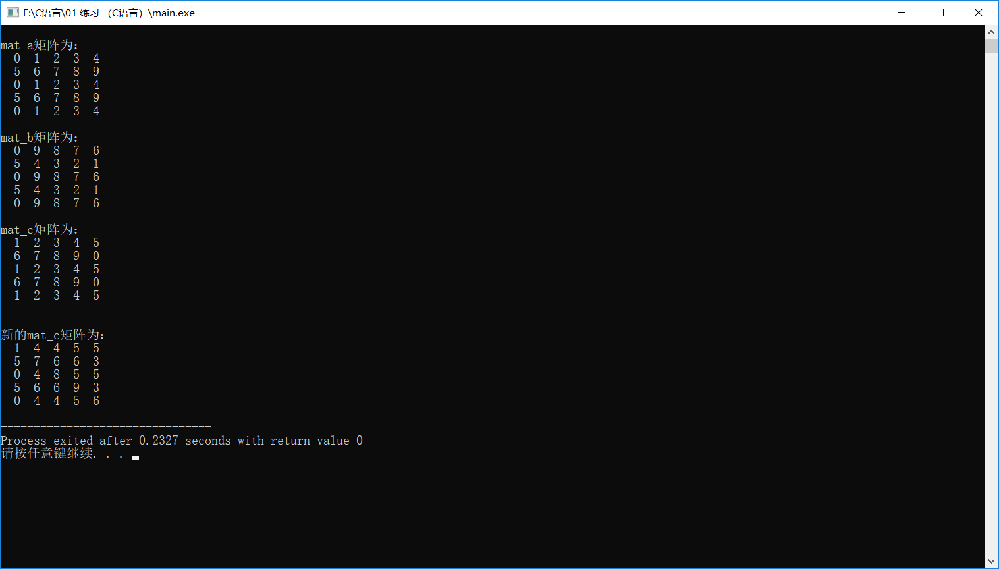 E:\C语言\01 练习 （C语言）\main.exe
mat_a矩阵为：
0 1 2 3 4
5 6 7 8 9
0 1 2 3 4
5 6 7 8 9
0 1 2 3 4
mat_b矩阵为：
0 9 8 7 6
5 4 3 2 1
0 9 8 7 6
5 4 3 2 1
0 9 8 7 6
mat_c矩阵为：
1 2 3 4 5
6 7 8 9 0
1 2 3 4 5
6 7 8 9 0
1 2 3 4 5
新的mat_c矩阵为：
1 4 4 5 5
5 7 6 6 3
0 4 8 5 5
5 6 6 9 3
0 4 4 5 6
--------------------------------
Process exited after 0.2327 seconds with return value 0
请按任意键继续. . .